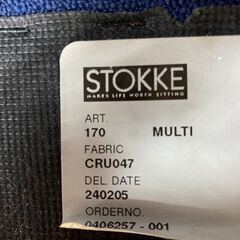 STOKKE
MAKES LIFE WORTH SITTING
ART.
170 MULTI
FABRIC
CRU047
DEL. DATE
240205
ORDERNO.
0406257 - 001